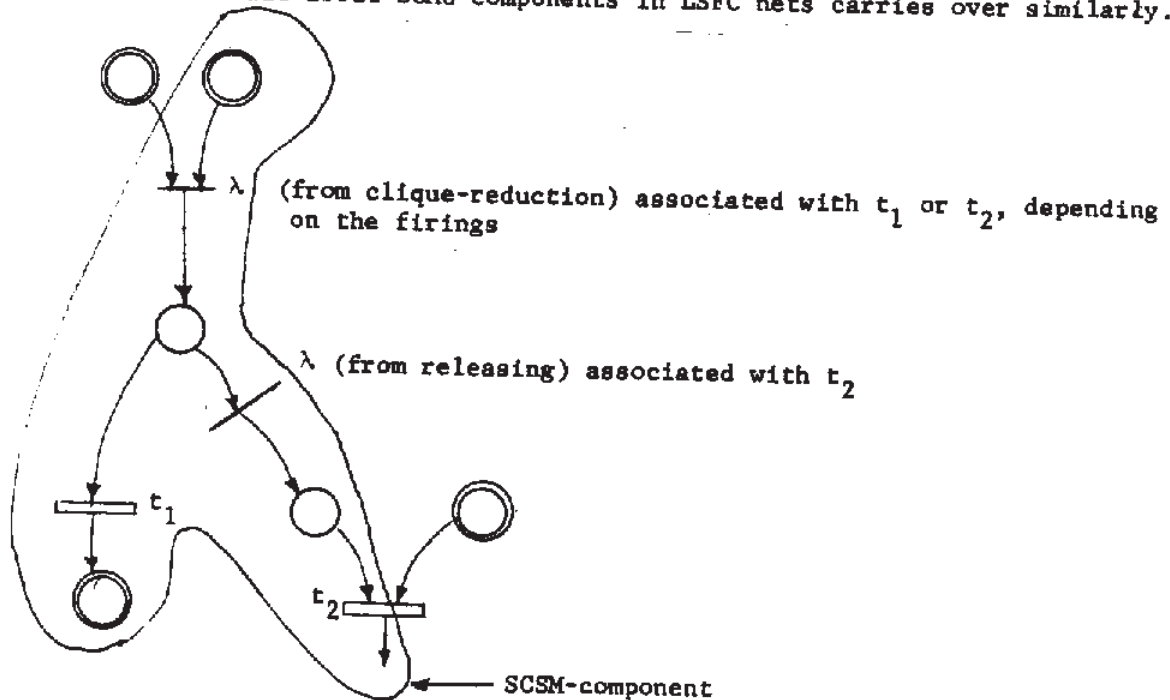 components in LSFC nets carries over similarly.
λ (from clique-reduction) associated with t1 or t2, depending
on the firings
λ (from releasing) associated with t2
t1
t2
SCSM-component